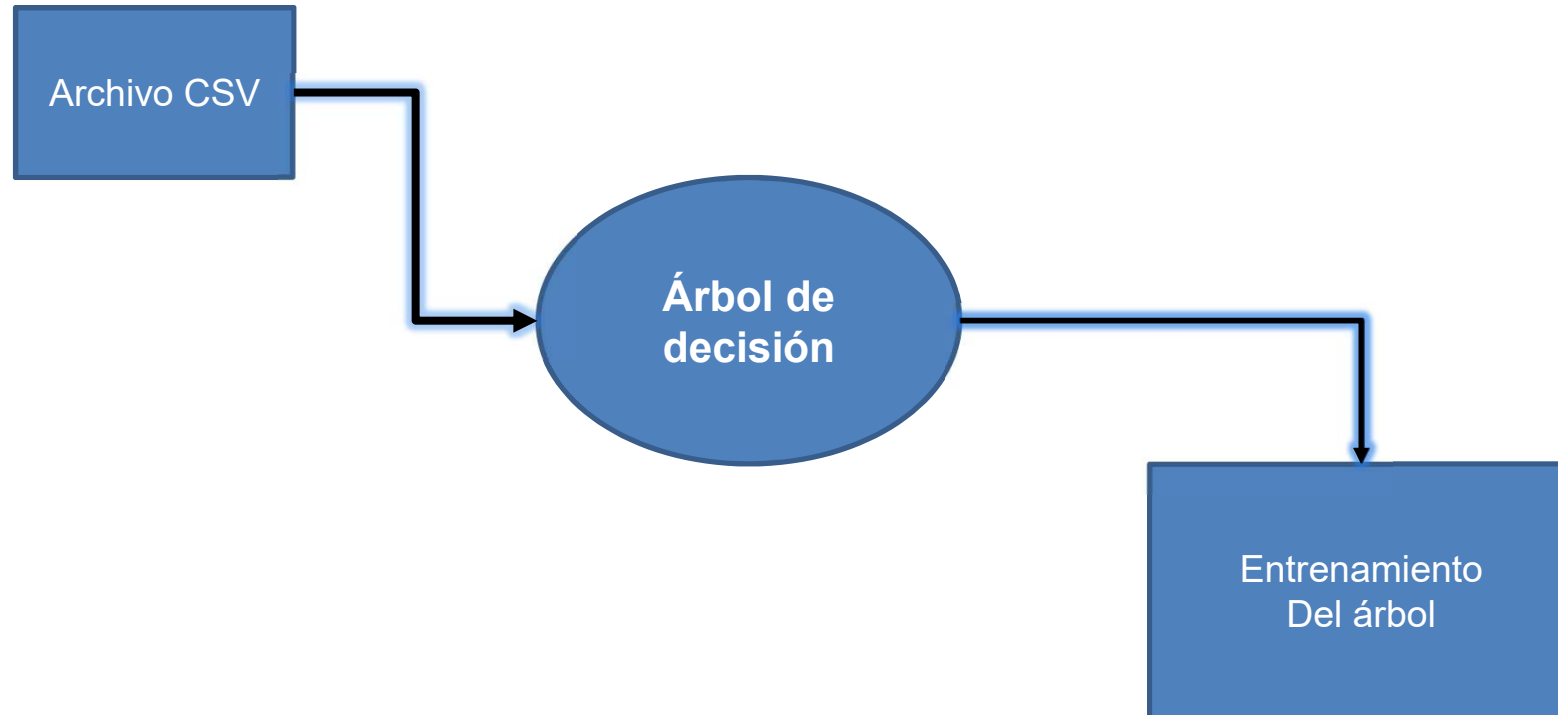 Archivo CSV
Árbol de
decisión
Entrenamiento
Del árbol